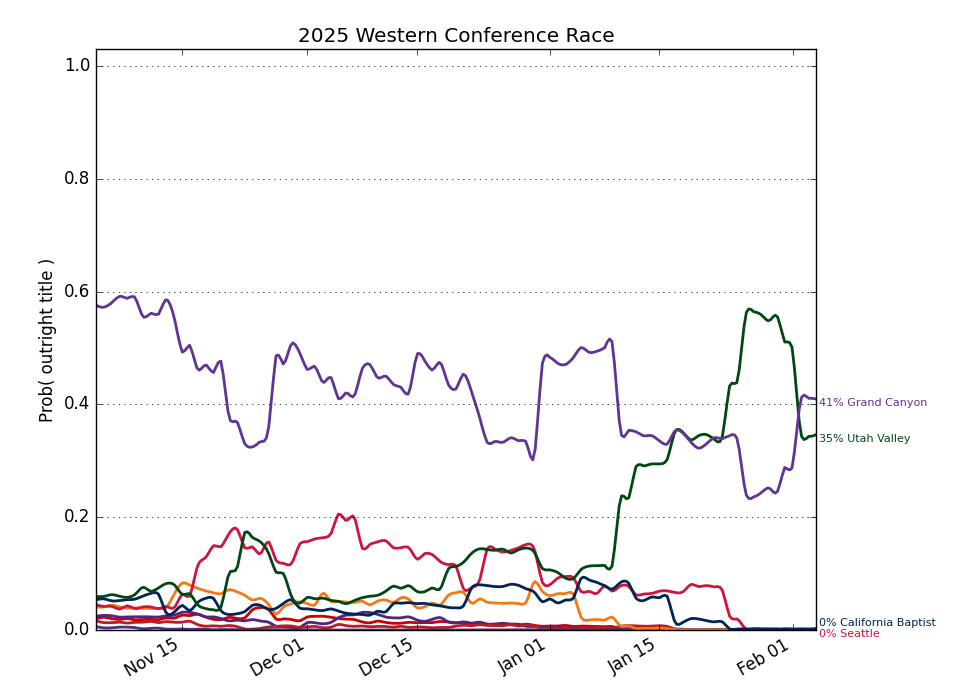 2025 Western Conference Race
Prob( outright title )
1.0
0.8
0.6
0.4
0.2
0.0
41% Grand Canyon
35% Utah Valley
0% California Baptist
0% Seattle
Nov 15
Dec 01
Dec 15
Jan 01
Jan 15
Feb 01